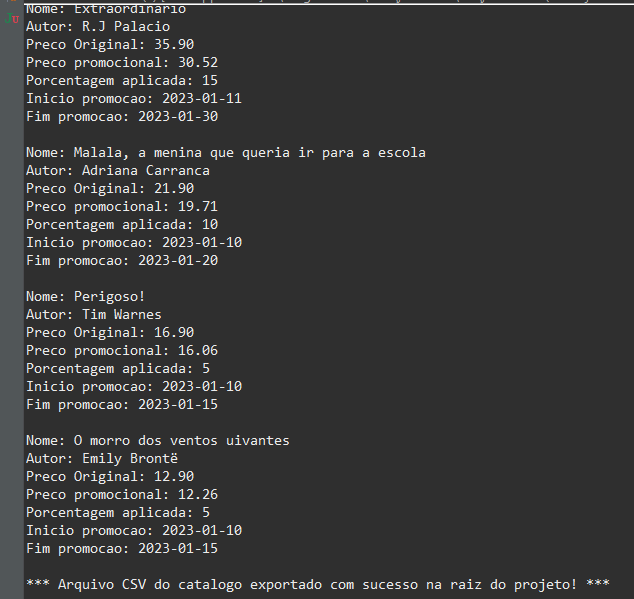 Nome: Extraordinario
Autor: R.J Palacio
Preco Original: 35.90
Preco promocional: 30.52
Porcentagem aplicada: 15
Inicio promocao: 2023-01-11
Fim promocao: 2023-01-30
Nome: Malala, a menina que queria ir para a escola
Autor: Adriana Carranca
Preco Original: 21.90
Preco promocional: 19.71
Porcentagem aplicada: 10
Inicio promocao: 2023-01-10
Fim promocao: 2023-01-20
Nome: Perigoso!
Autor: Tim Warnes
Preco Original: 16.90
Preco promocional: 16.06
Porcentagem aplicada: 5
Inicio promocao: 2023-01-10
Fim promocao: 2023-01-15
Nome: O morro dos ventos uivantes
Autor: Emily Brontë
Preco Original: 12.90
Preco promocional: 12.26
Porcentagem aplicada: 5
Inicio promocao: 2023-01-10
Fim promocao: 2023-01-15
*** Arquivo CSV do catalogo exportado com sucesso na raiz do projeto! ***